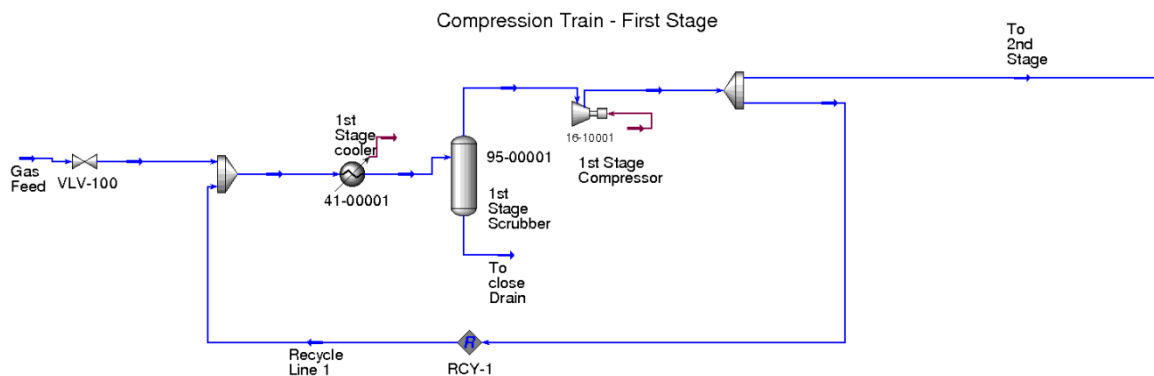 Compression Train - First Stage
To
2nd
Stage
1st
Stage
cooler
16-10001
95-00001
1st Stage
Compressor
Gas
Feed
VLV-100
41-00001
1st
Stage
Scrubber
To
close
Drain
R
Recycle
Line 1
RCY-1